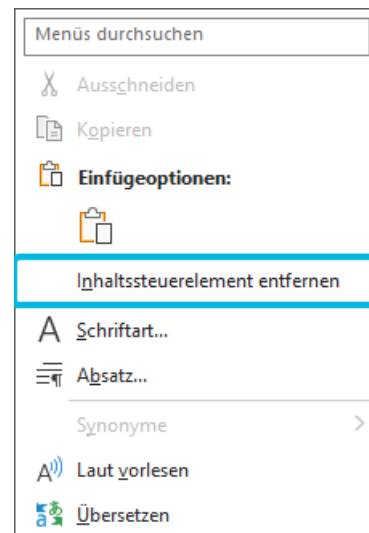 Menüs durchsuchen
Ausschneiden
Kopieren
Einfügeoptionen:
Inhaltssteuerelement entfernen
Schriftart...
Absatz...
Synonyme
Laut vorlesen
Übersetzen